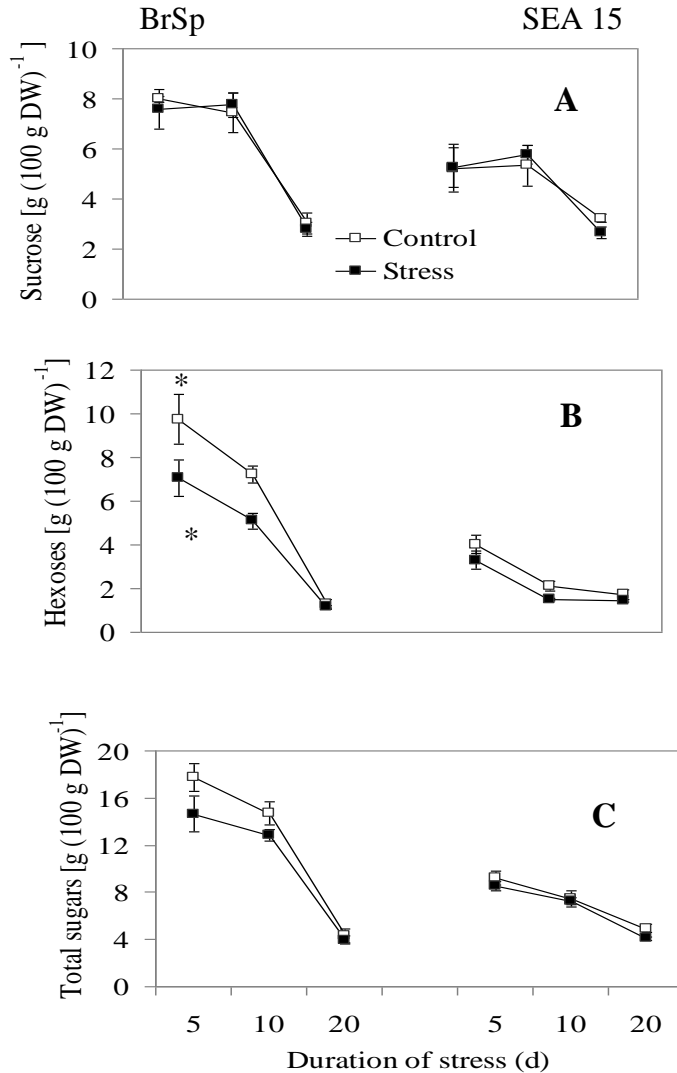 BrSp SEA 15
Sucrose [g (100 g DW)-1]
10
8
6
4
2
0
A
Control
Stress
Hexoses [g (100 g DW)-1]
12
10
8
6
4
2
0
*
*
B
Total sugars [g (100 g DW)-1]
20
16
12
8
4
0
C
5 10 20 5 10 20
Duration of stress (d)